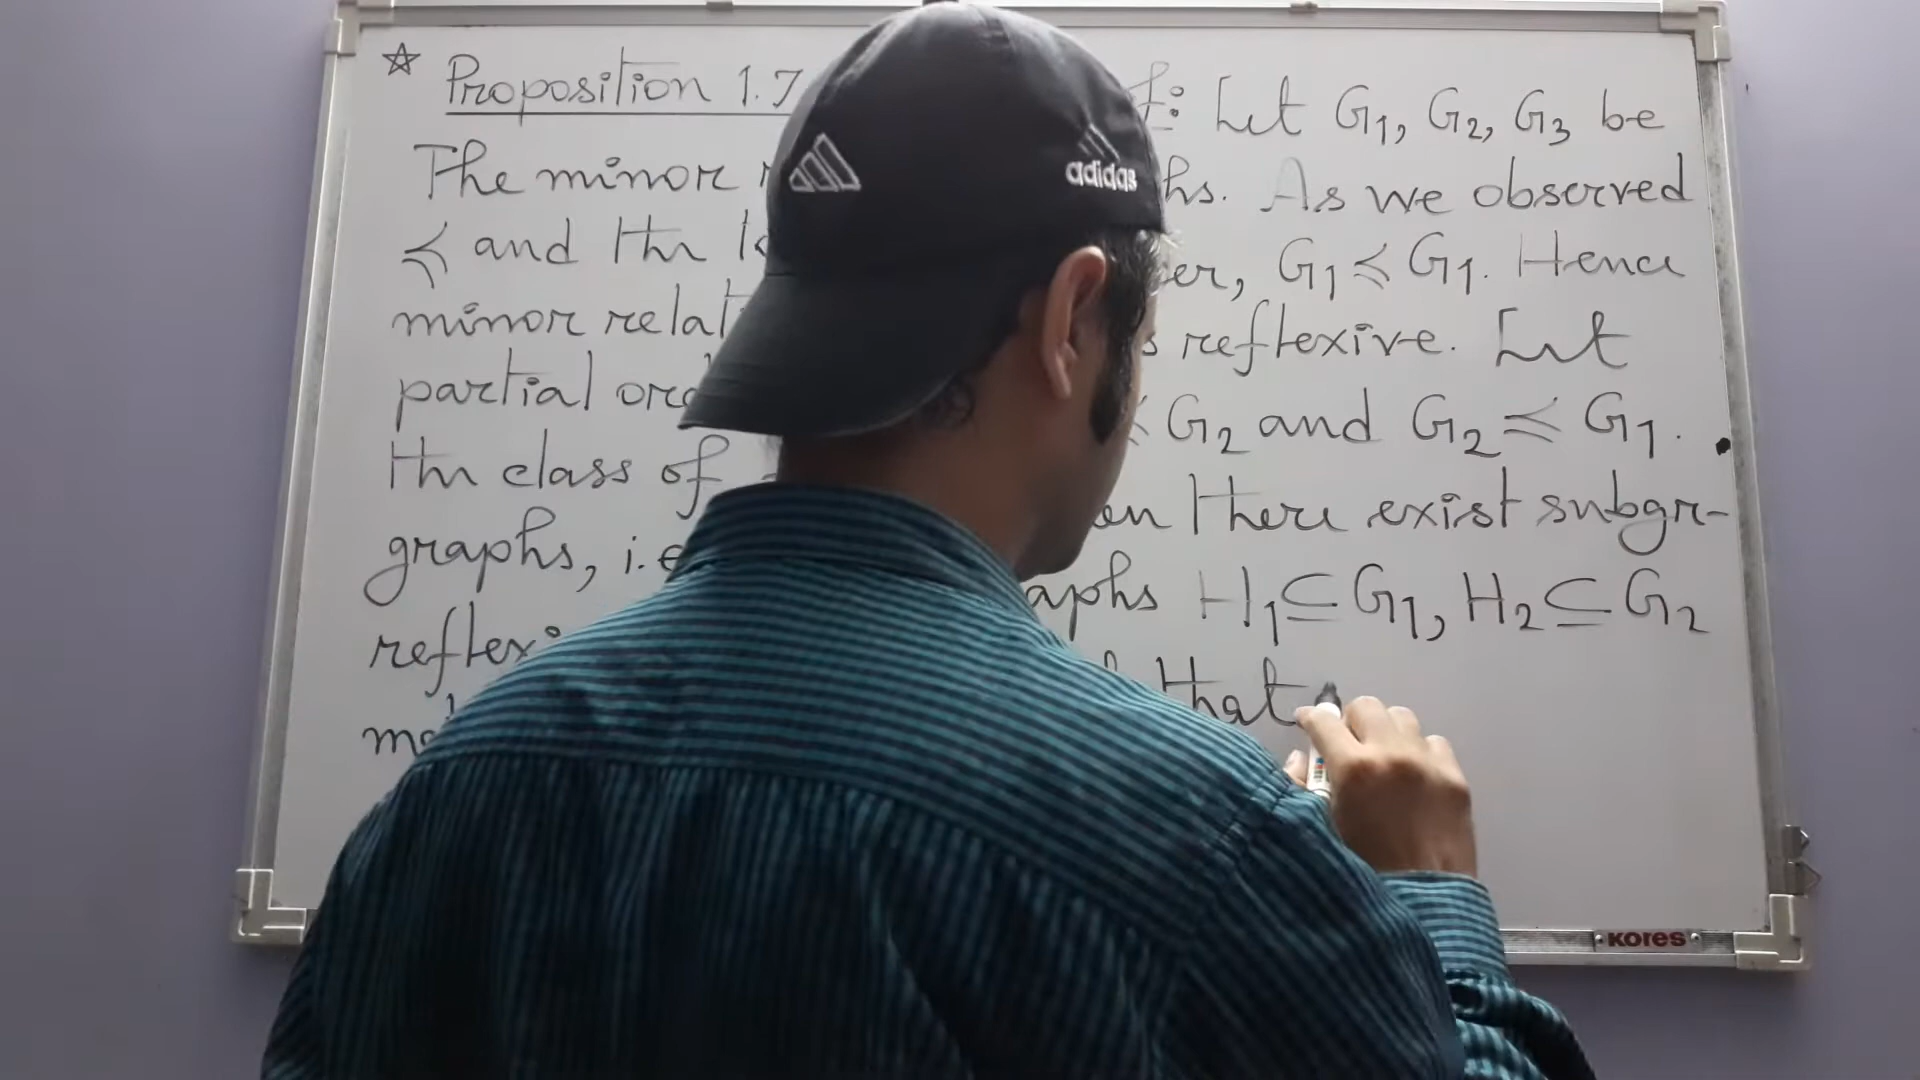 ☆ Proposition 1.7
The minor
≼ and the to
minor relat
partial ord
the class of
graphs, i.e
reflexi
f: Let G₁, G₂, G₃ be
hs. As we observed
er, G₁ ≼ G₁. Hence
s reflexive. Let
≼ G₂ and G₂ ≼ G₁.
en there exist subgr-
aphs H₁ ⊆ G₁, H₂ ⊆ G₂
that
adidas
KORES